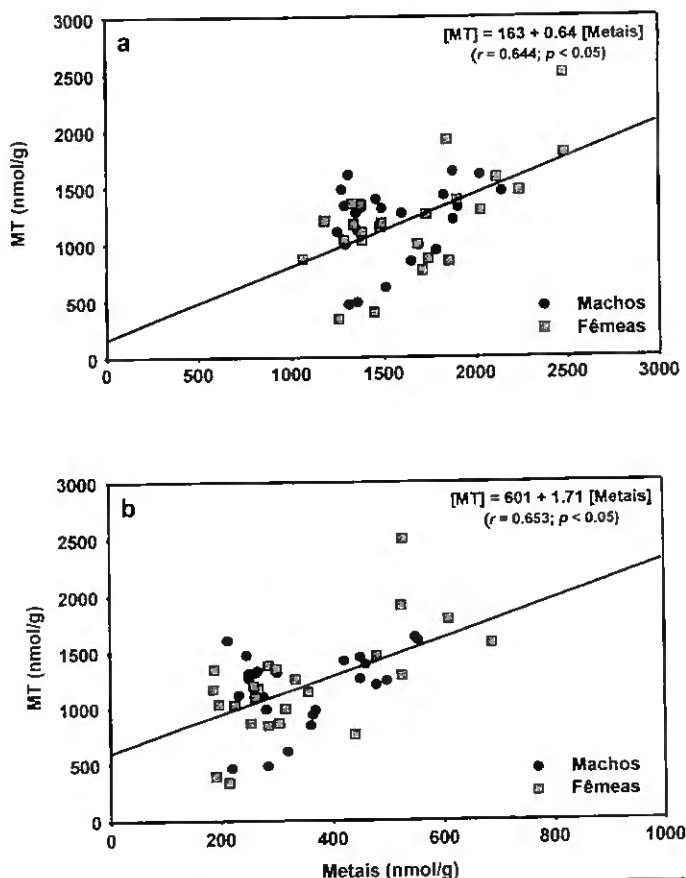 a
[MT] = 163 + 0.64 [Metais]
(r = 0.644; p < 0.05)
MT (nmol/g)
3000
2500
2000
1500
1000
500
0
Machos
Fêmeas
0 500 1000 1500 2000 2500 3000
b
[MT] = 601 + 1.71 [Metais]
(r = 0.653; p < 0.05)
MT (nmol/g)
3000
2500
2000
1500
1000
500
0
Machos
Fêmeas
0 200 400 600 800 1000
Metais (nmol/g)